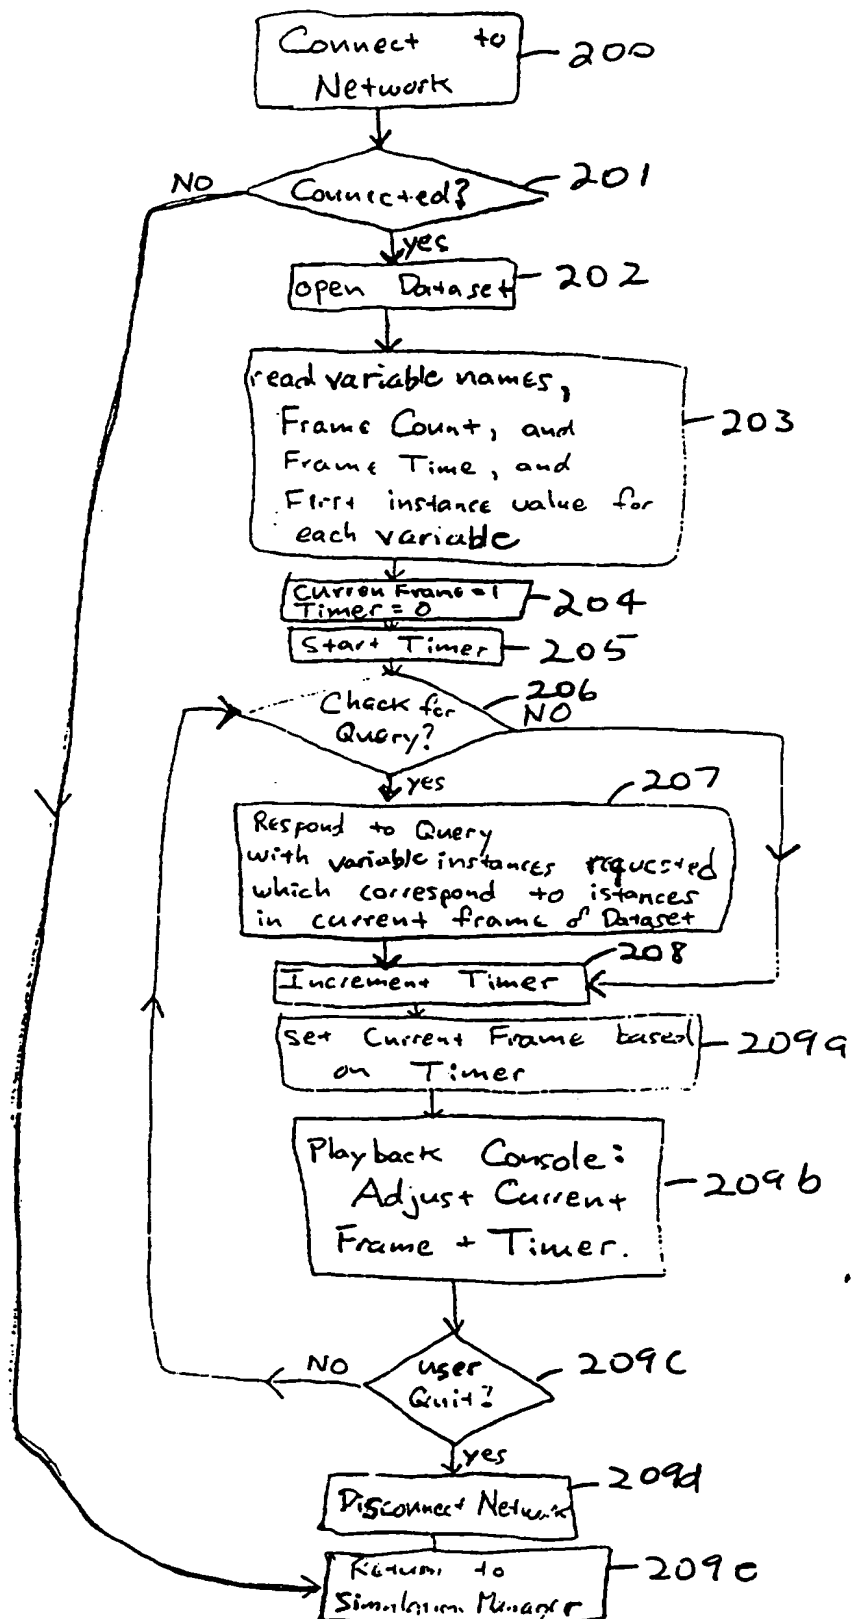 Connect to
Network
200
NO
Connected?
201
yes
open Dataset
202
read variable names,
Frame Count, and
Frame Time, and
First instance value for
each variable
203
Curren Frame = 1
Timer = 0
204
Start Timer
205
Check for
Query?
206
NO
yes
207
Respond to Query
with variable instances requested
which correspond to istances
in current frame of Dataset
208
Increment Timer
set Current Frame based
on Timer
209a
Playback Console:
Adjust Current
Frame + Timer.
209b
NO
user
Quit?
209c
yes
Disconnect Network
209d
Return to
Simulation Manager
209e